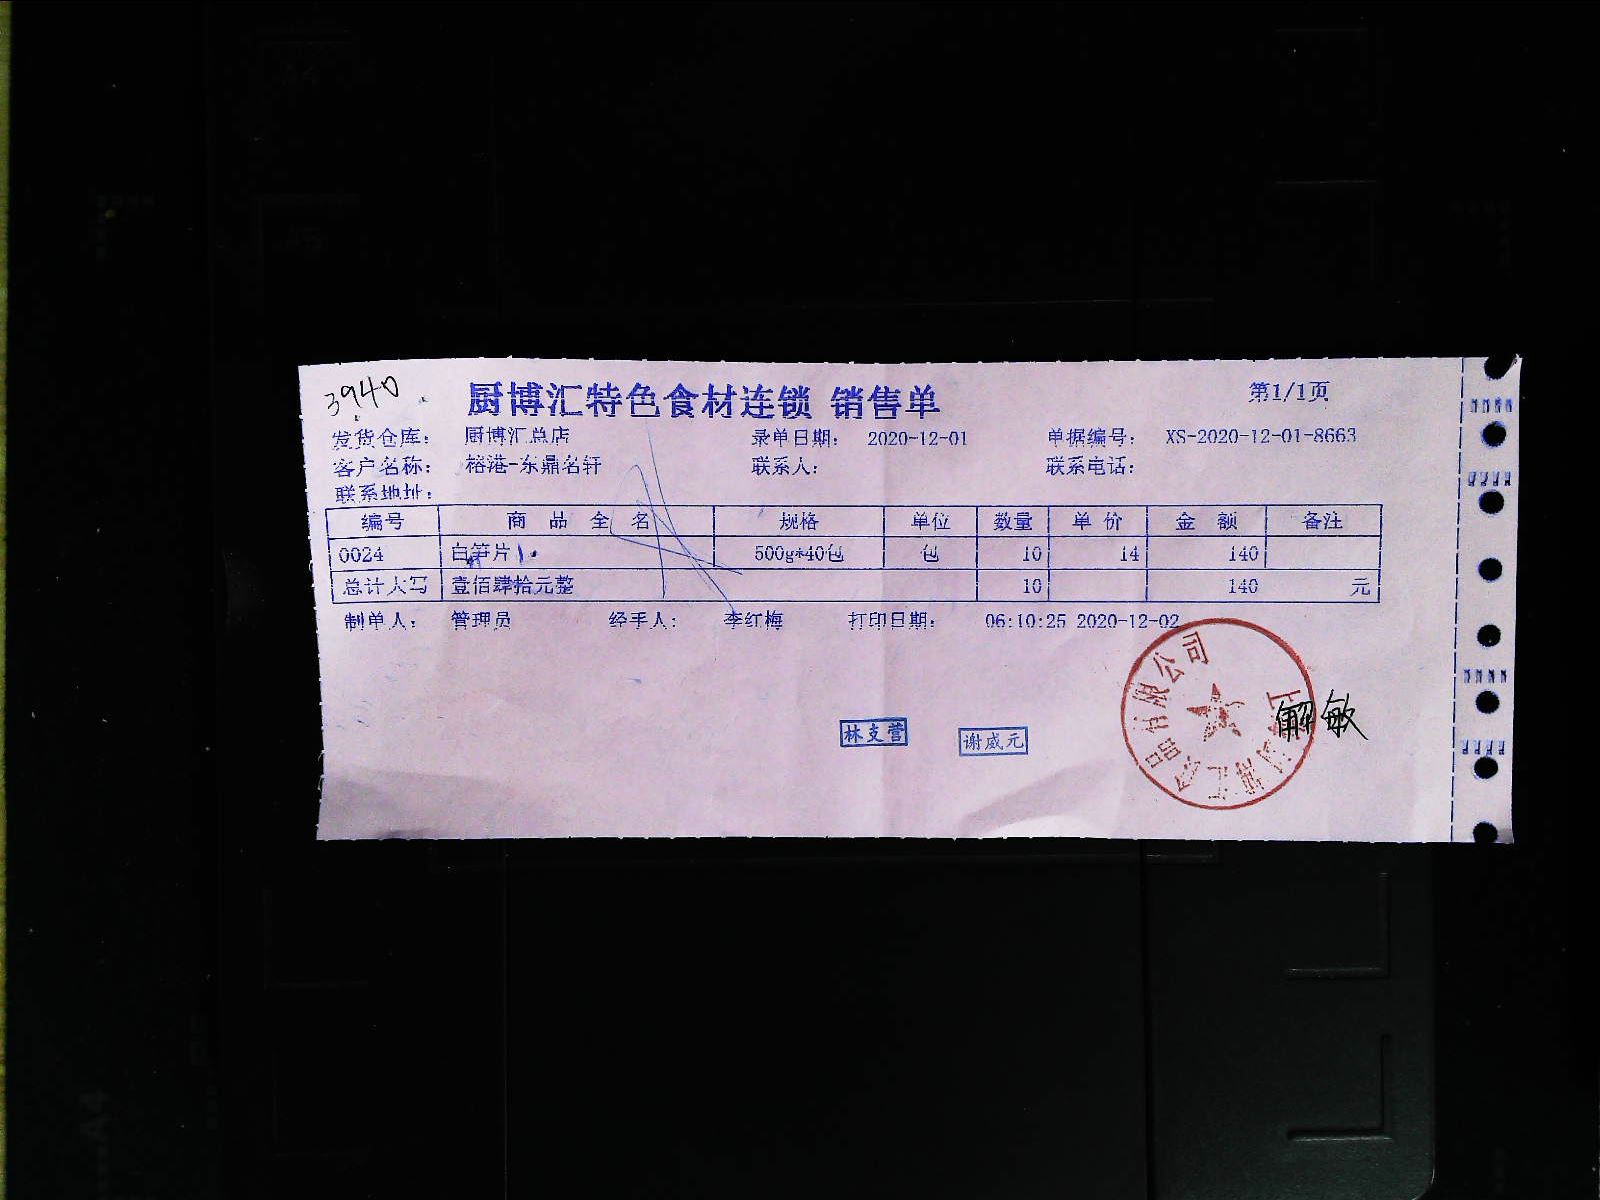 3940
厨博汇特色食材连锁 销售单 第1/1页
发货仓库： 厨博汇总店 录单日期： 2020-12-01 单据编号： XS-2020-12-01-8663
客户名称： 榕港-东鼎名轩 联系人： 联系电话：
联系地址：
编号 商 品 全 名 规格 单位 数量 单 价 金 额 备注
0024 白笋片 500g*40包 包 10 14 140
总计大写 壹佰肆拾元整 10 140 元
制单人： 管理员 经手人： 李红梅 打印日期： 06:10:25 2020-12-02
林支营 谢威元
品有限公司
解敏